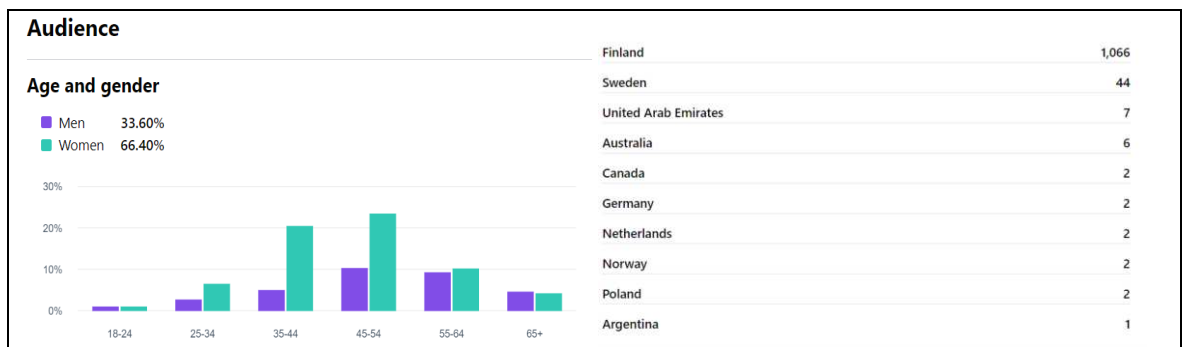 Audience
Age and gender
Men 33.60%
Women 66.40%
30%
20%
10%
0%
18-24 25-34 35-44 45-54 55-64 65+
Finland 1,066
Sweden 44
United Arab Emirates 7
Australia 6
Canada 2
Germany 2
Netherlands 2
Norway 2
Poland 2
Argentina 1